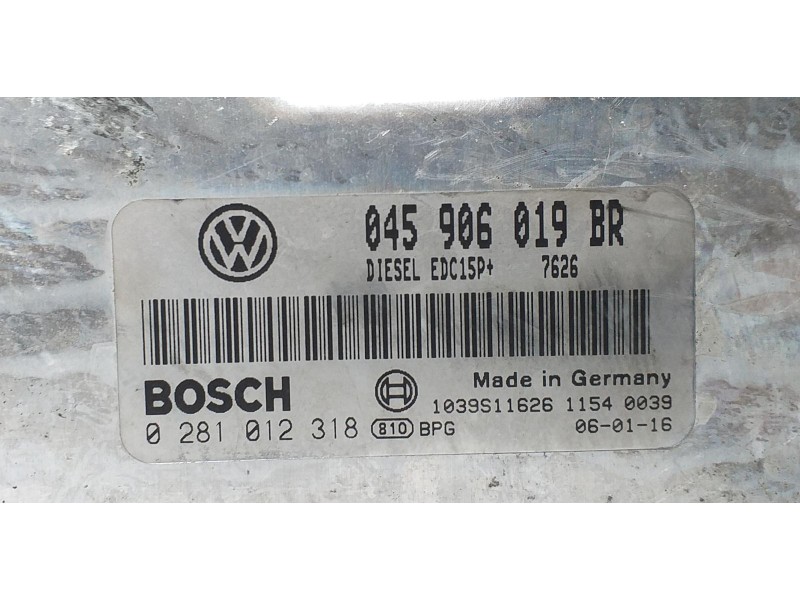 VW 045 906 019 BR
DIESEL EDC15P+ 7626
BOSCH Made in Germany
1039S11626 1154 0039
0 281 012 318 810 BPG 06-01-16